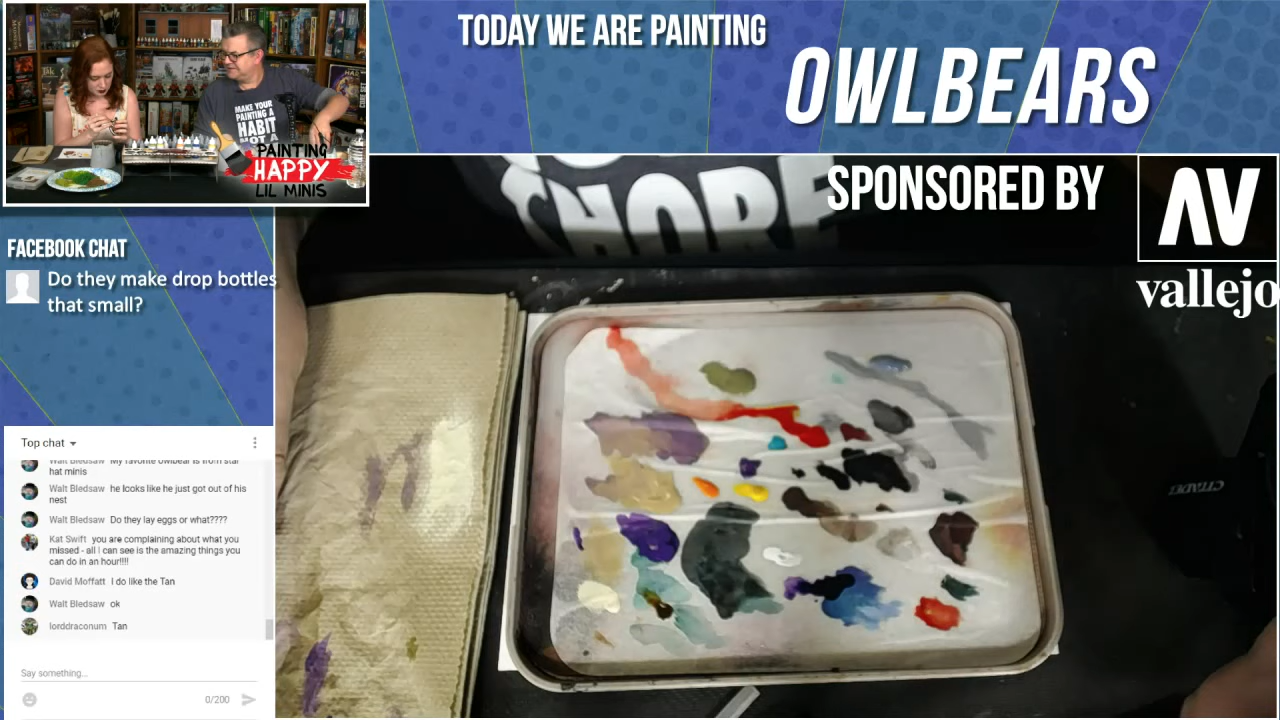 TODAY WE ARE PAINTING
OWLBEARS
MAKE YOUR
PAINTING A
HABIT
NOT A
PAINTING
HAPPY
LIL MINIS
CHORE
SPONSORED BY
AV
vallejo
FACEBOOK CHAT
Do they make drop bottles
that small?
Top chat
Walt Bledsaw My favorite owlbear is from star
hat minis
Walt Bledsaw he looks like he just got out of his
nest
Walt Bledsaw Do they lay eggs or what????
Kat Swift you are complaining about what you
missed - all I can see is the amazing things you
can do in an hour!!!!
David Moffatt I do like the Tan
Walt Bledsaw ok
lorddraconum Tan
Say something...
0/200
CITADEL